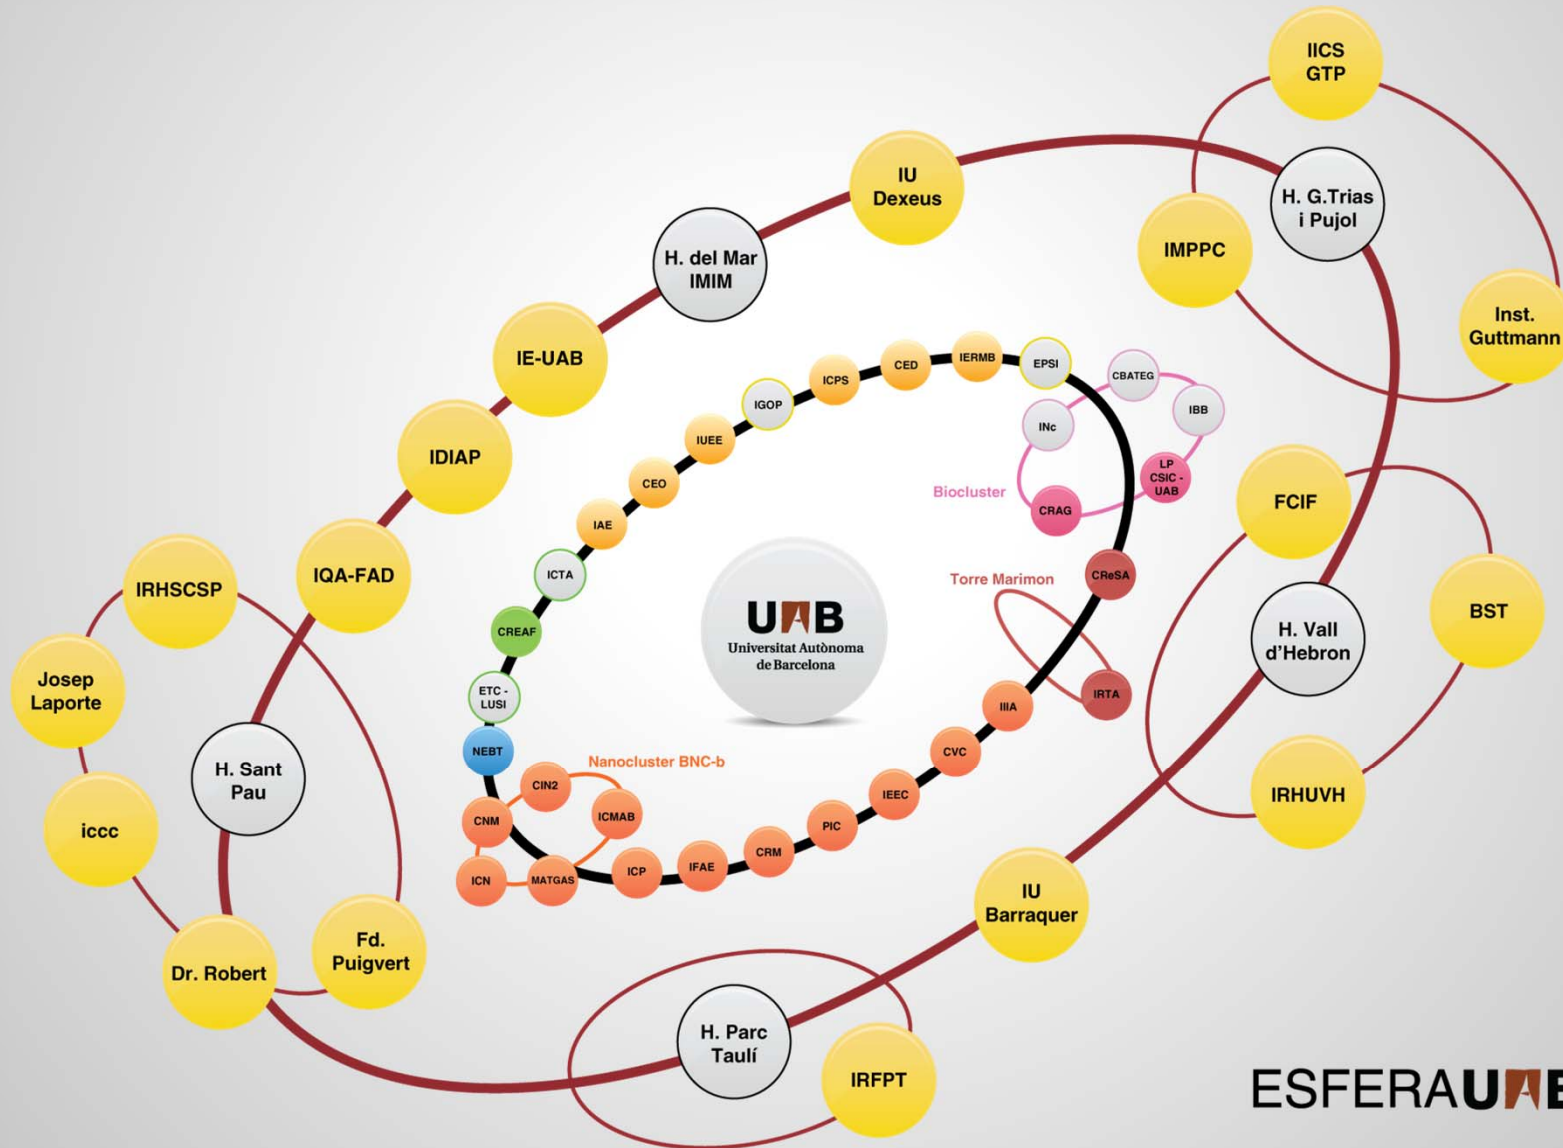 IICS
GTP
IU
Dexeus
H. G.Trias
i Pujol
H. del Mar
IMIM
IMPPC
Inst.
Guttmann
IE-UAB
IERMB
EPSI
CED
ICPS
CBATEG
IGOP
IBB
INc
IUEE
IDIAP
LP
CSIC -
UAB
CEO
Biocluster
FCIF
CRAG
IAE
IQA-FAD
ICTA
Torre Marimon
CReSA
IRHSCSP
BST
CREAF
UAB
Universitat Autònoma
de Barcelona
H. Vall
d'Hebron
Josep
Laporte
ETC -
LUSI
IRTA
IIIA
NEBT
CVC
Nanocluster BNC-b
H. Sant
Pau
CIN2
IEEC
IRHUVH
ICMAB
CNM
PIC
iccc
CRM
IFAE
ICP
ICN
MATGAS
IU
Barraquer
Fd.
Puigvert
Dr. Robert
H. Parc
Taulí
IRFPT
ESFERAUAB